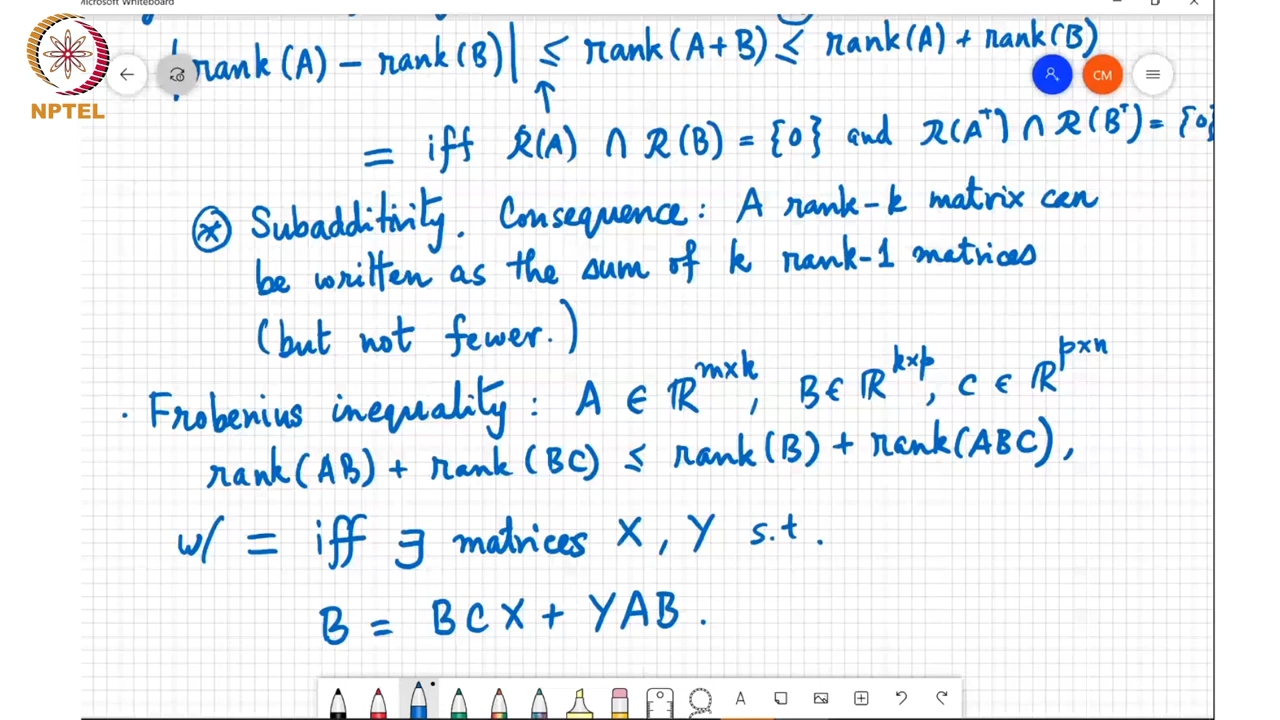 Microsoft Whiteboard
|rank(A) − rank(B)| ≤ rank(A+B) ≤ rank(A) + rank(B)
CM
NPTEL
= iff R(A) ∩ R(B) = {0} and R(Aᵀ) ∩ R(Bᵀ) = {0}
⊛ Subadditivity. Consequence: A rank-k matrix can
be written as the sum of k rank-1 matrices
(but not fewer.)
· Frobenius inequality: A ∈ ℝ^{m×k}, B ∈ ℝ^{k×p}, C ∈ ℝ^{p×n}
rank(AB) + rank(BC) ≤ rank(B) + rank(ABC),
w/ = iff ∃ matrices X, Y s.t.
B = BCX + YAB.